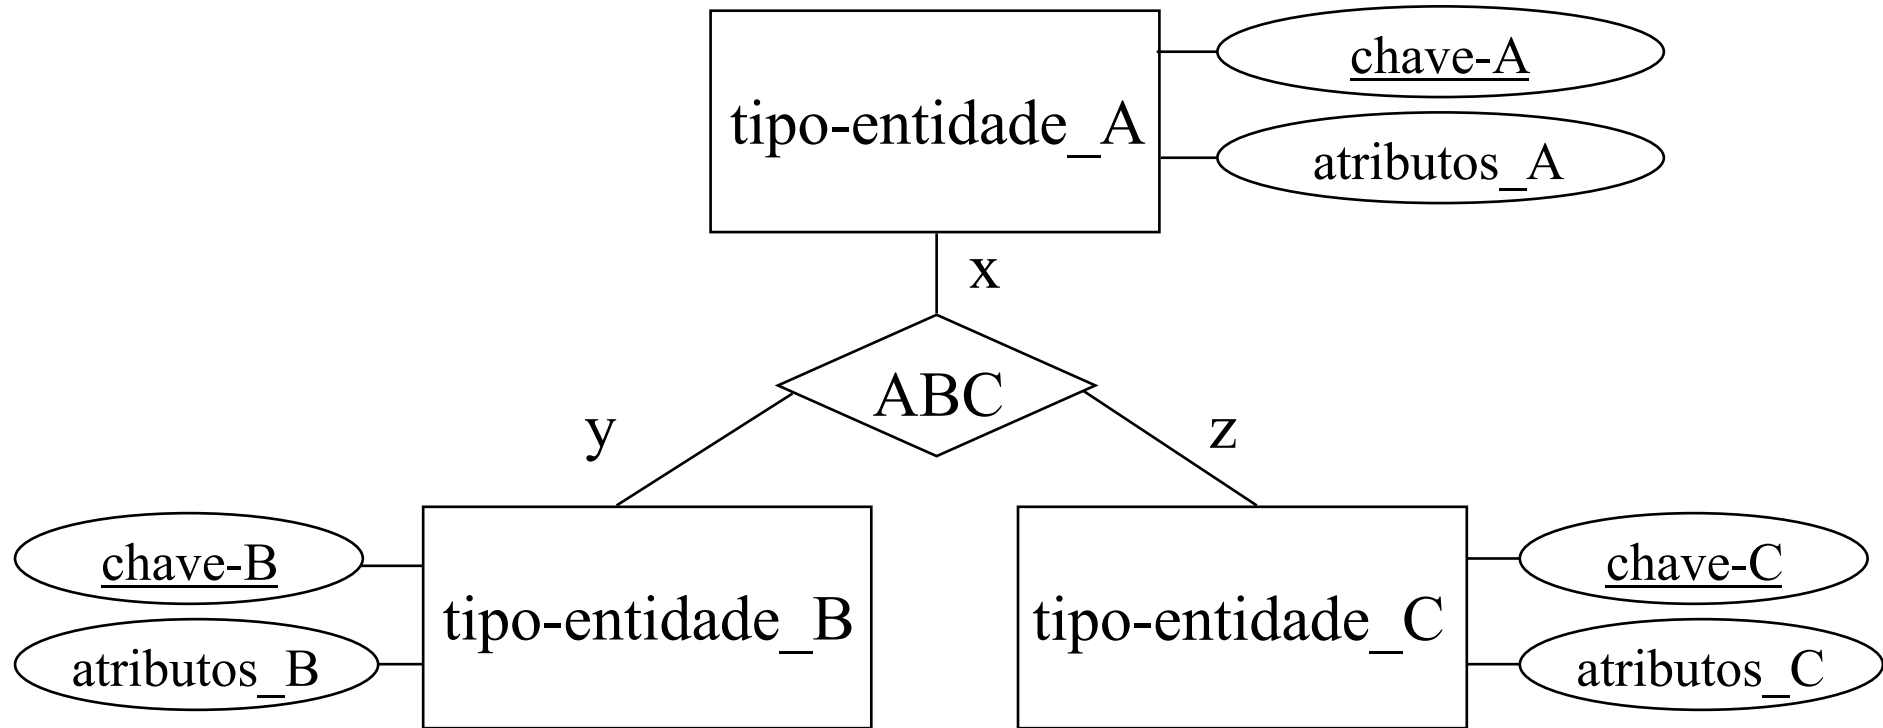 chave-A
tipo-entidade_A
atributos_A
x
ABC
y
z
chave-B
tipo-entidade_B
atributos_B
chave-C
tipo-entidade_C
atributos_C